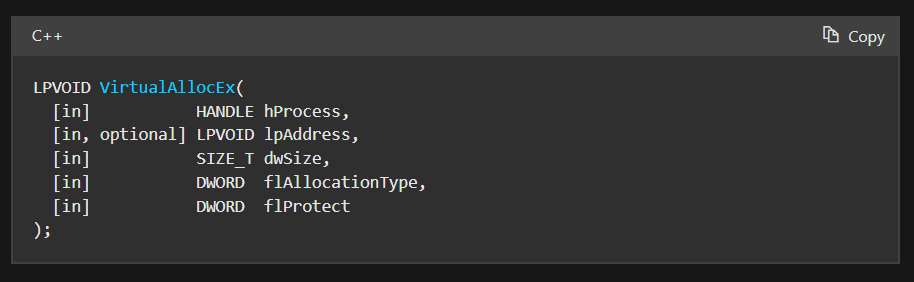 C++
Copy
LPVOID VirtualAllocEx(
  [in]           HANDLE hProcess,
  [in, optional] LPVOID lpAddress,
  [in]           SIZE_T dwSize,
  [in]           DWORD  flAllocationType,
  [in]           DWORD  flProtect
);